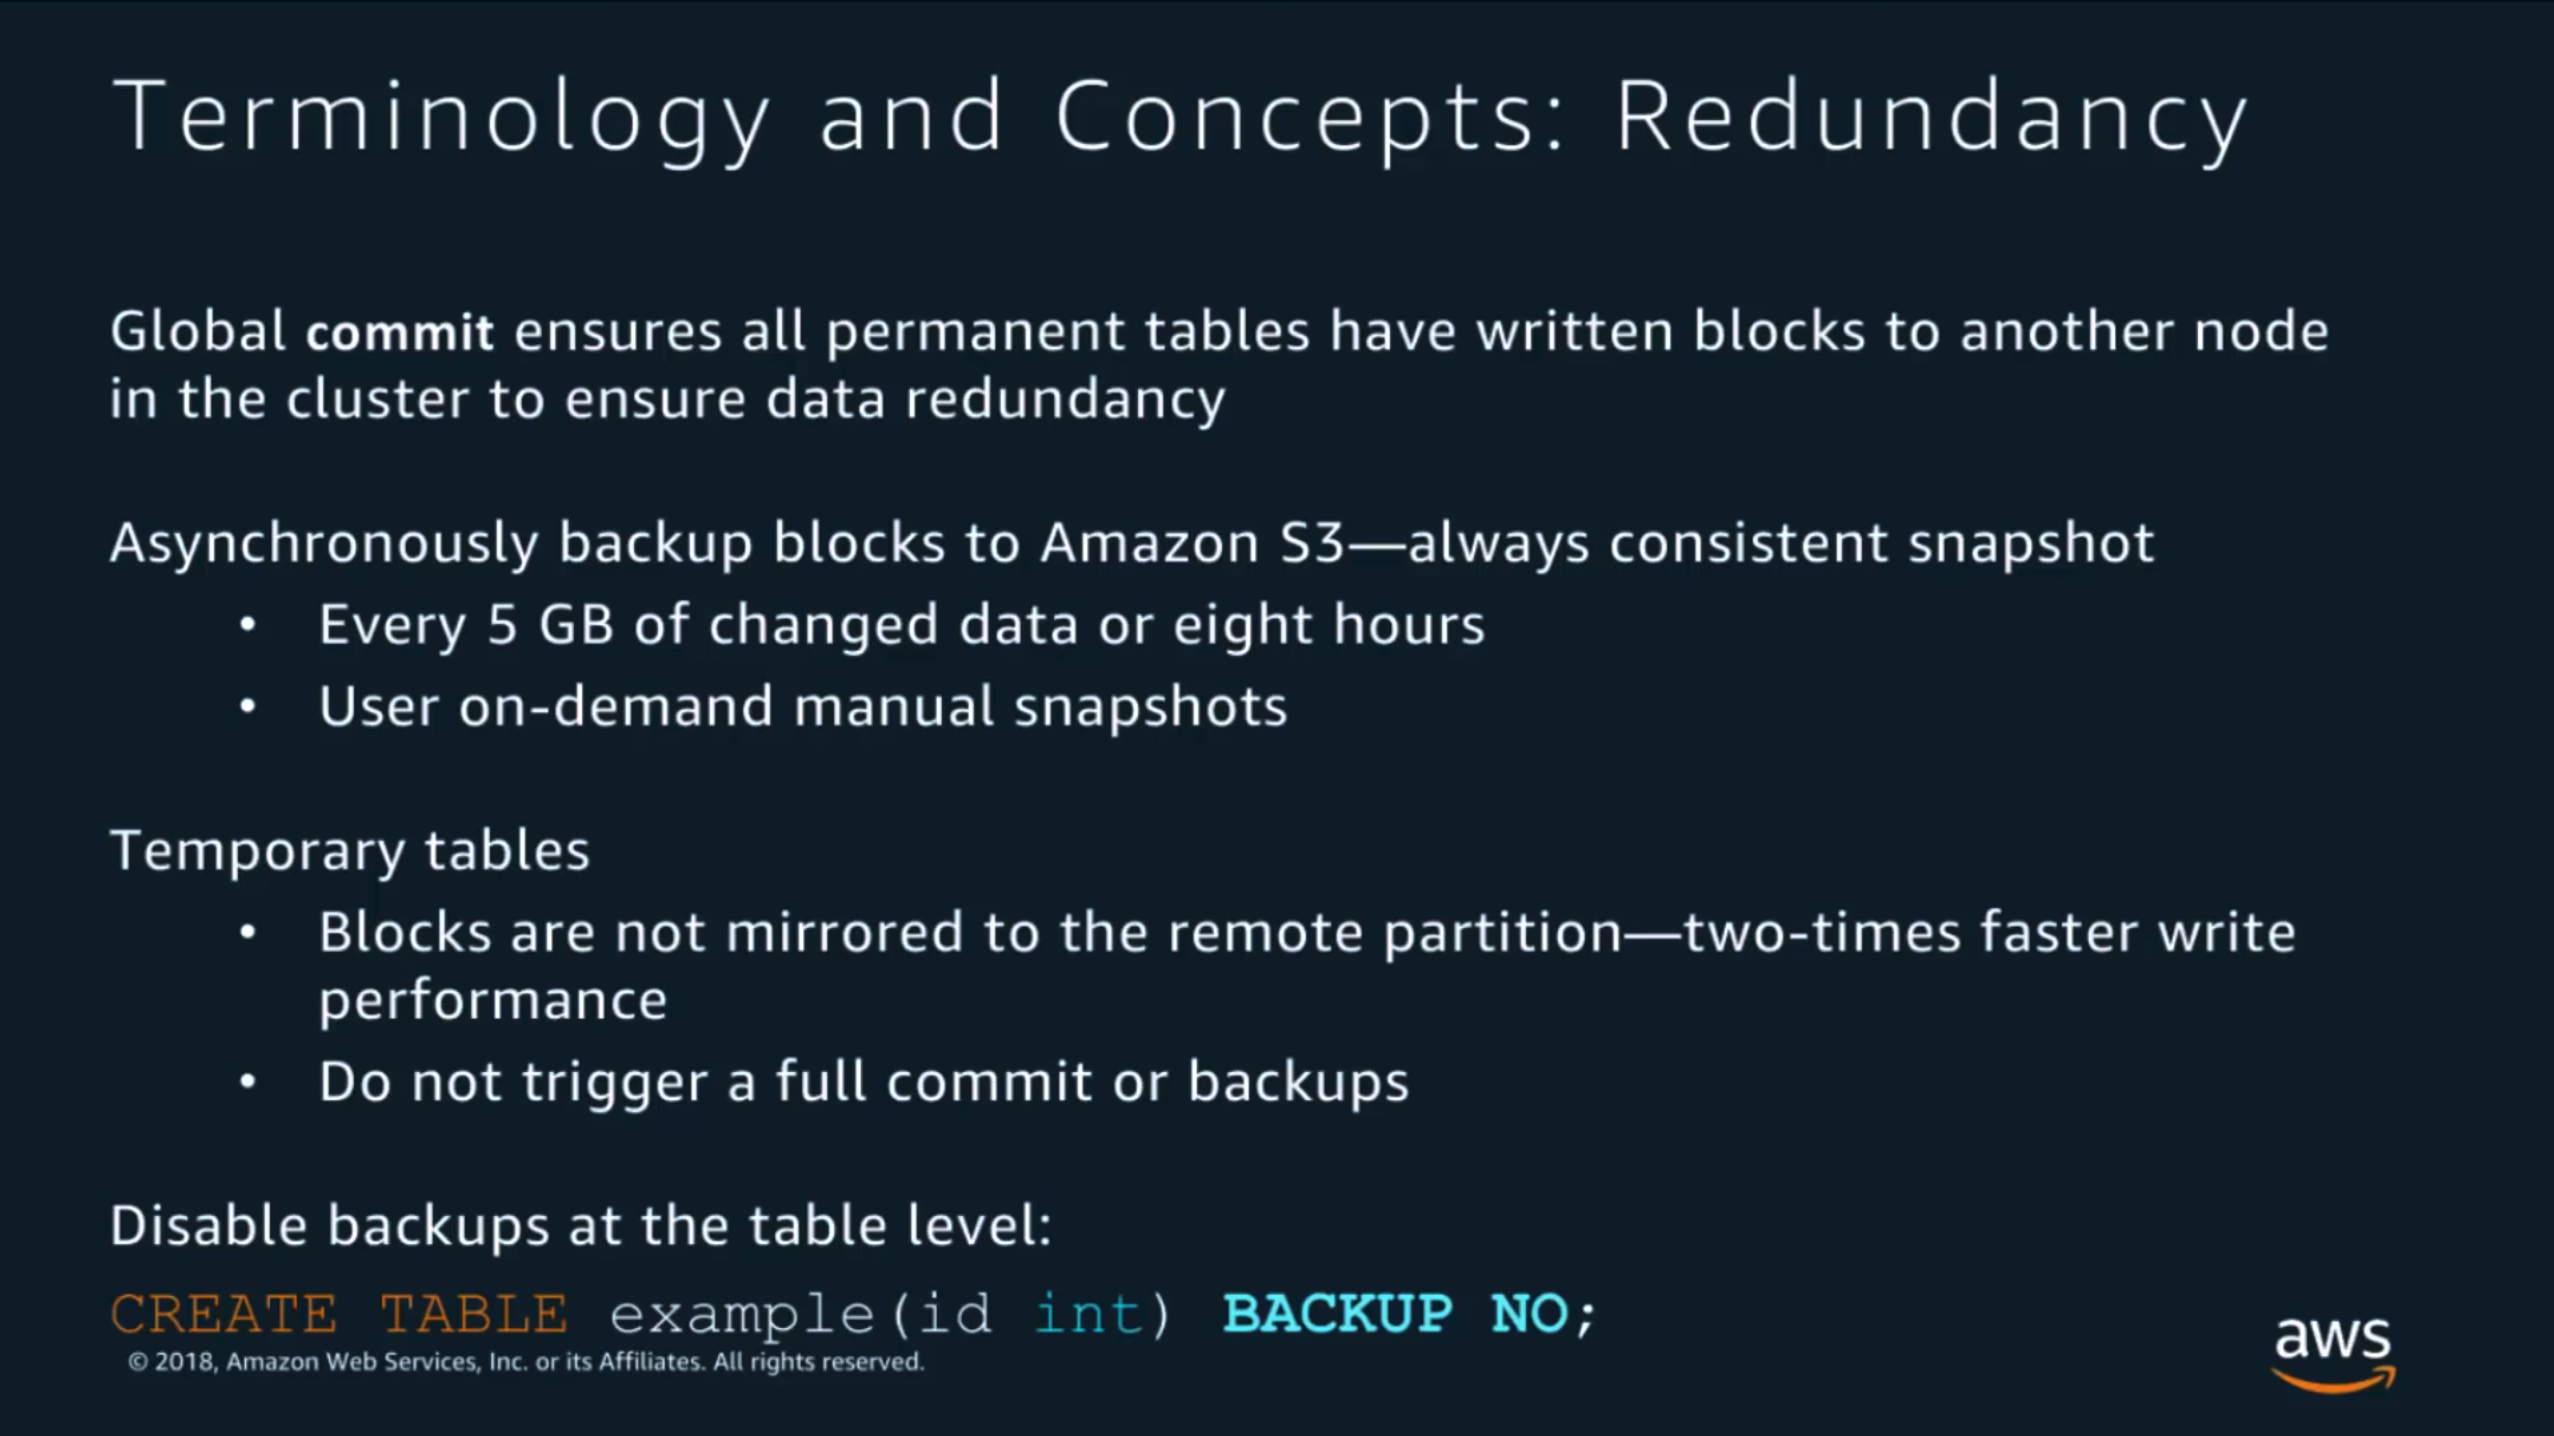 Terminology and Concepts: Redundancy
Global commit ensures all permanent tables have written blocks to another node
in the cluster to ensure data redundancy
Asynchronously backup blocks to Amazon S3—always consistent snapshot
• Every 5 GB of changed data or eight hours
• User on-demand manual snapshots
Temporary tables
• Blocks are not mirrored to the remote partition—two-times faster write
performance
• Do not trigger a full commit or backups
Disable backups at the table level:
CREATE TABLE example(id int) BACKUP NO;
© 2018, Amazon Web Services, Inc. or its Affiliates. All rights reserved.
aws